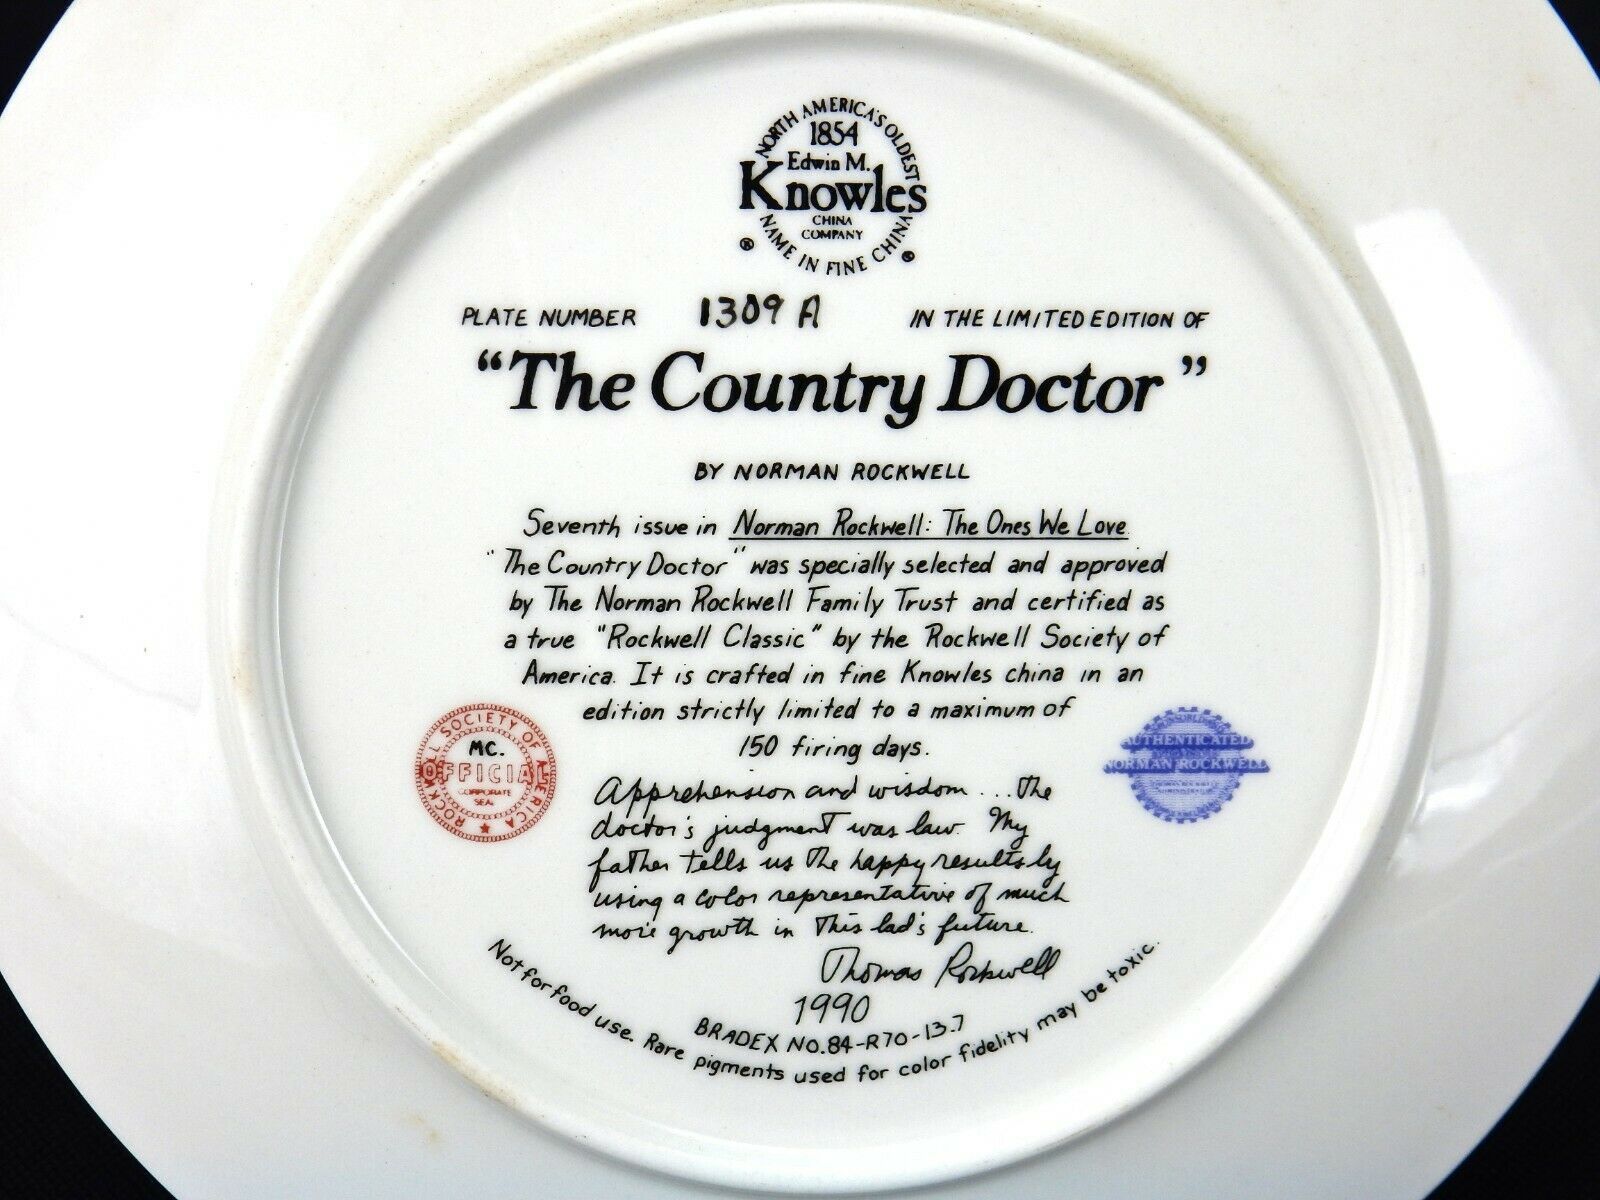 NORTH AMERICA'S OLDEST
1854
Edwin M.
Knowles
CHINA
COMPANY
® NAME IN FINE CHINA ®
PLATE NUMBER 1309 A IN THE LIMITED EDITION OF
"The Country Doctor"
BY NORMAN ROCKWELL
Seventh issue in Norman Rockwell: The Ones We Love
"The Country Doctor" was specially selected and approved
by The Norman Rockwell Family Trust and certified as
a true "Rockwell Classic" by the Rockwell Society of
America. It is crafted in fine Knowles china in an
edition strictly limited to a maximum of
150 firing days.
ROCKWELL SOCIETY OF AMERICA
MC.
OFFICIAL
CORPORATE
SEAL
AUTHENTICATED
NORMAN ROCKWELL
Apprehension and wisdom... The
doctor's judgment was law. My
father tells us the happy results by
using a color representative of much
more growth in this lad's future.
Thomas Rockwell
1990
BRADEX NO. 84-R70-13.7
Not for food use. Rare pigments used for color fidelity may be toxic.